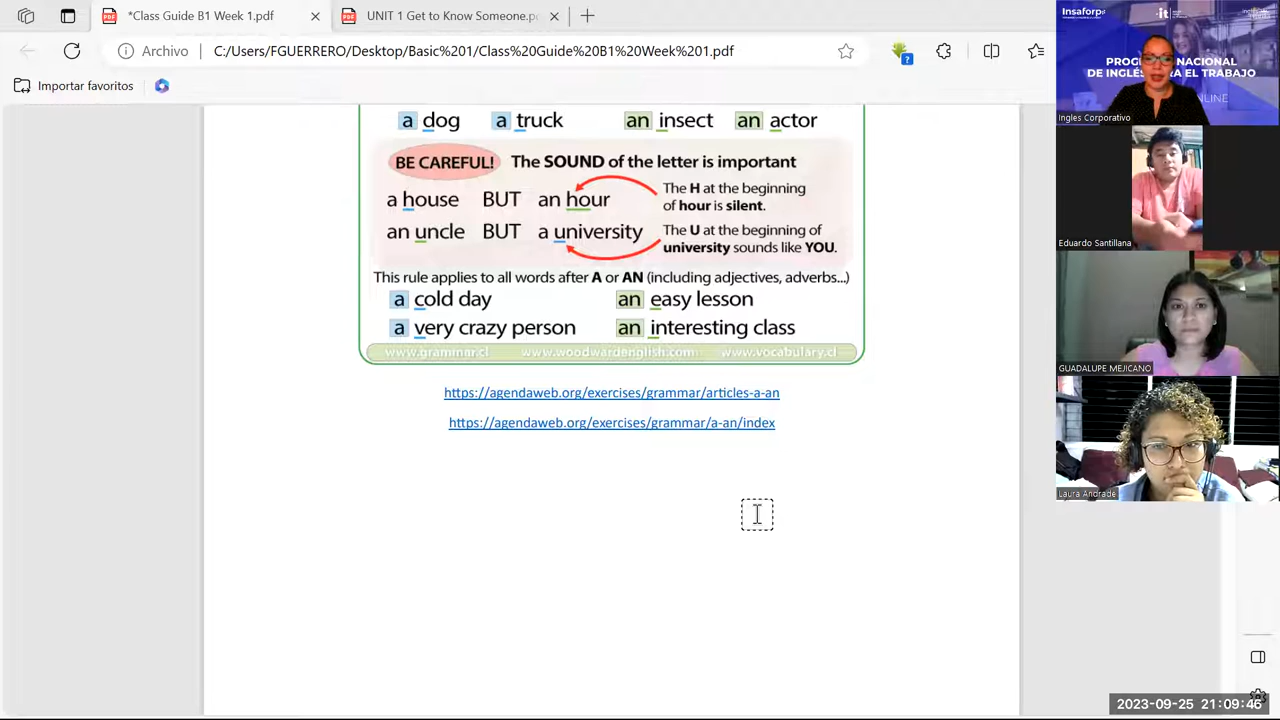 *Class Guide B1 Week 1.pdf
Get to Know Someone.p
Archivo
C:/Users/FGUERRERO/Desktop/Basic%201/Class%20Guide%20B1%20Week%201.pdf
Importar favoritos
a dog a truck an insect an actor
BE CAREFUL! The SOUND of the letter is important
a house BUT an hour
The H at the beginning
of hour is silent.
an uncle BUT a university
The U at the beginning of
university sounds like YOU.
This rule applies to all words after A or AN (including adjectives, adverbs...)
a cold day an easy lesson
a very crazy person an interesting class
www.grammar.cl www.woodwardenglish.com www.vocabulary.cl
https://agendaweb.org/exercises/grammar/articles-a-an
https://agendaweb.org/exercises/grammar/a-an/index
Insaforp
it
NACIONAL
DE INGLÉS RA EL TRABAJO
NLINE
Ingles Corporativo
Eduardo Santillana
GUADALUPE MEJICANO
Laura Andrade
2023-09-25 21:09:46